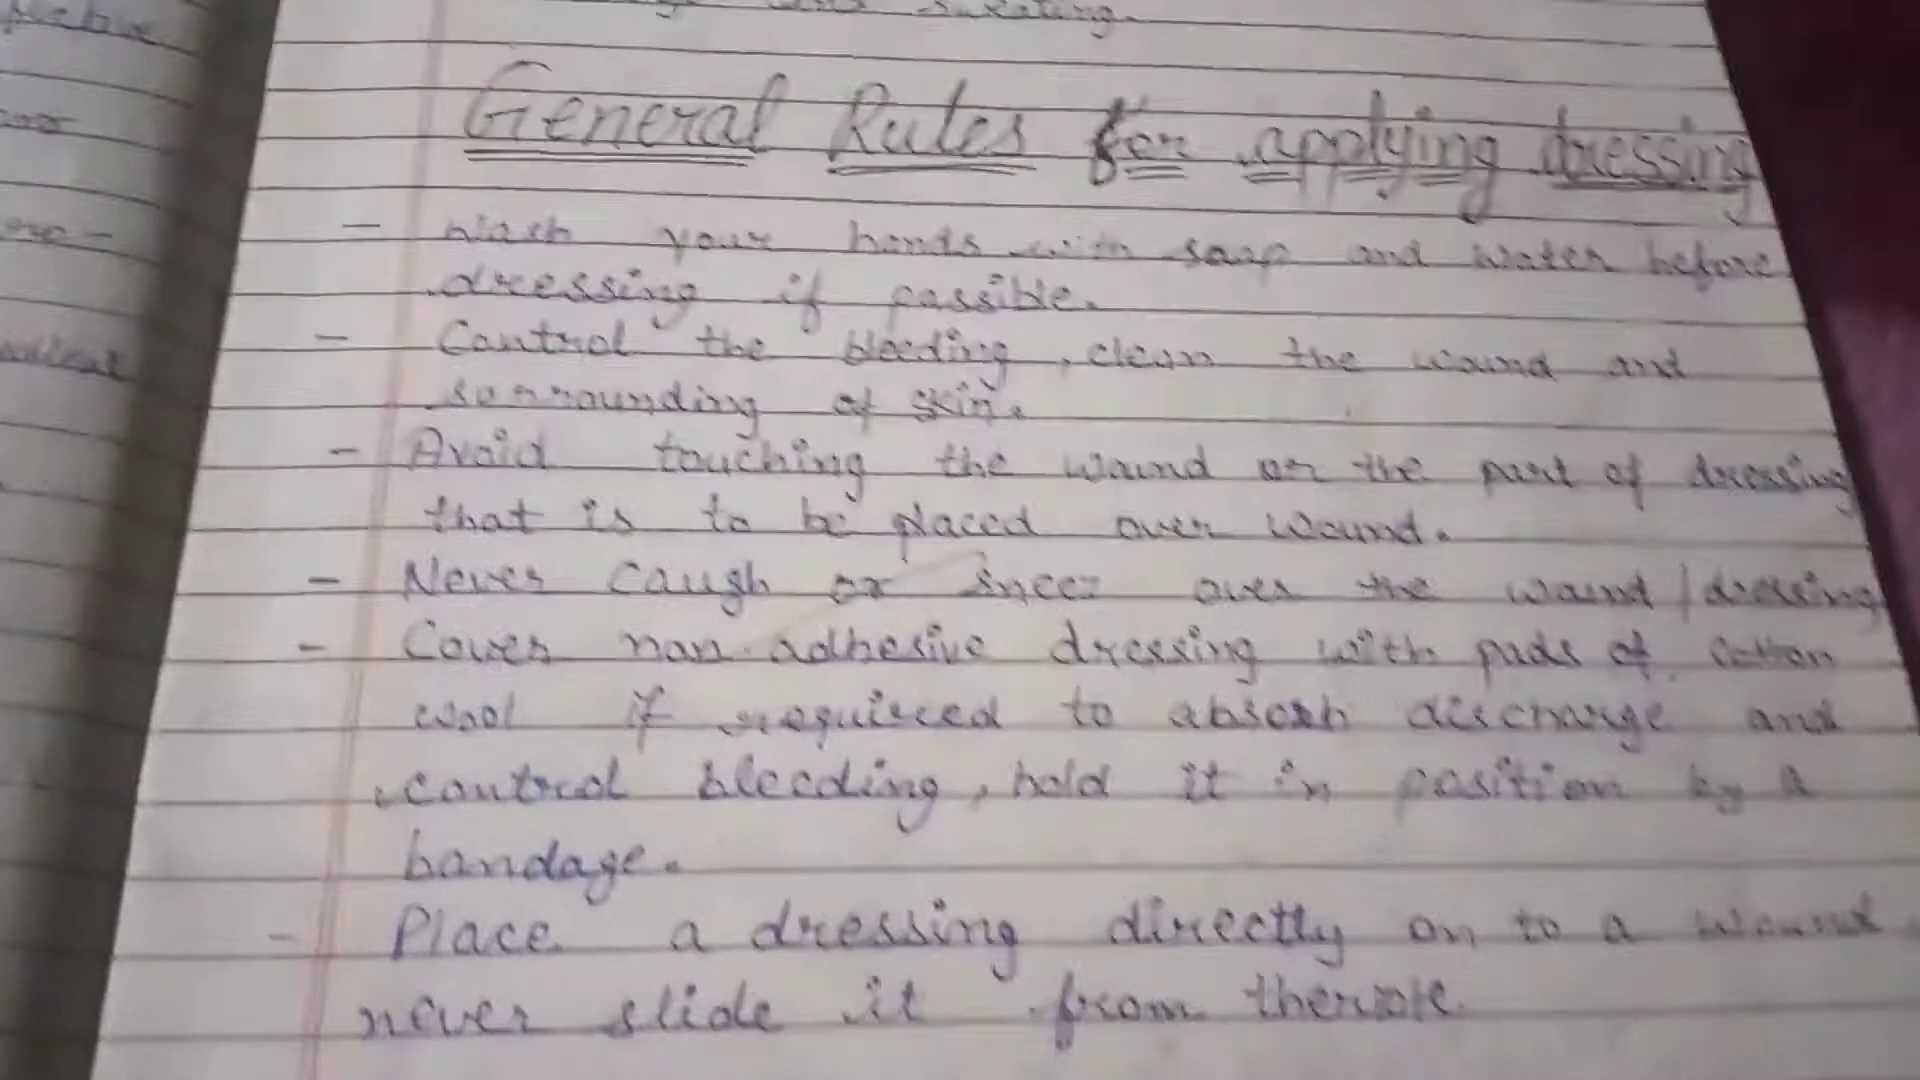 General Rules for applying dressing
- Wash your hands with soap and water before
dressing if possible.
- Control the bleeding, clean the wound and
sorrounding of skin.
- Avoid touching the wound or the part of dressing
that is to be placed over wound.
- Never cough or sneez over the wound / dressing
- Cover non-adhesive dressing with pads of cotton
wool if required to absorb discharge and
control bleeding, hold it in position by a
bandage.
- Place a dressing directly on to a wound
never slide it from